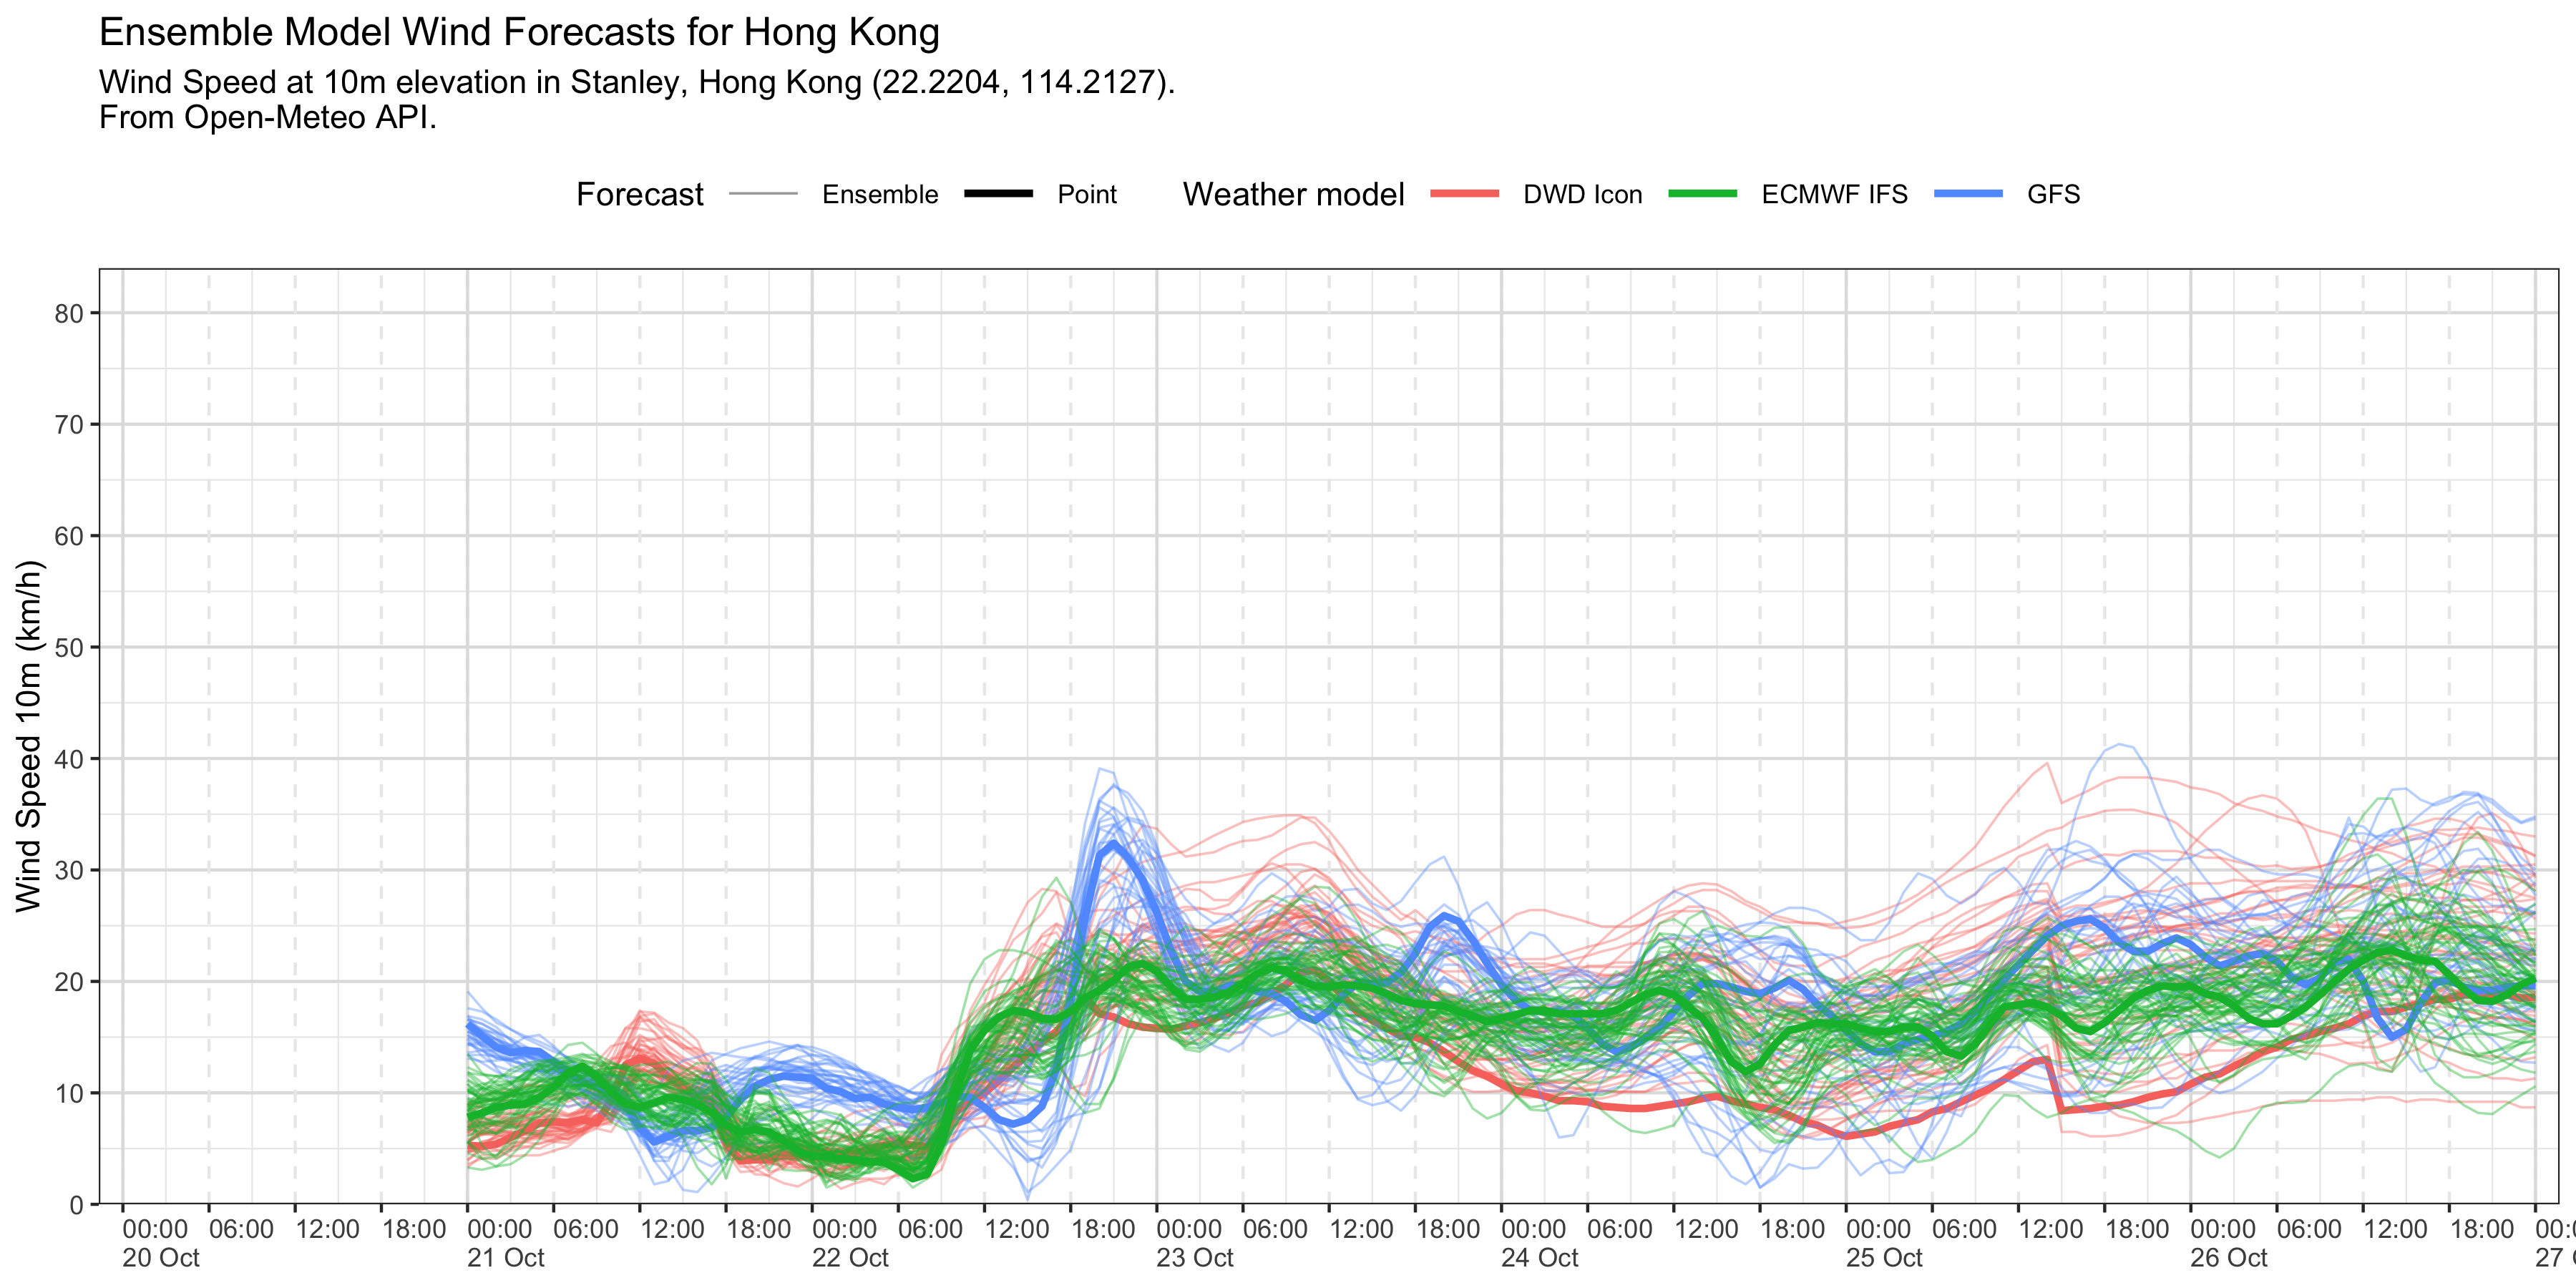 Ensemble Model Wind Forecasts for Hong Kong
Wind Speed at 10m elevation in Stanley, Hong Kong (22.2204, 114.2127).
From Open-Meteo API.
Forecast Ensemble Point Weather model DWD Icon ECMWF IFS GFS
Wind Speed 10m (km/h)
80
70
60
50
40
30
20
10
0
00:00 06:00 12:00 18:00 00:00 06:00 12:00 18:00 00:00 06:00 12:00 18:00 00:00 06:00 12:00 18:00 00:00 06:00 12:00 18:00 00:00 06:00 12:00 18:00 00:00 06:00 12:00 18:00
20 Oct 21 Oct 22 Oct 23 Oct 24 Oct 25 Oct 26 Oct 27